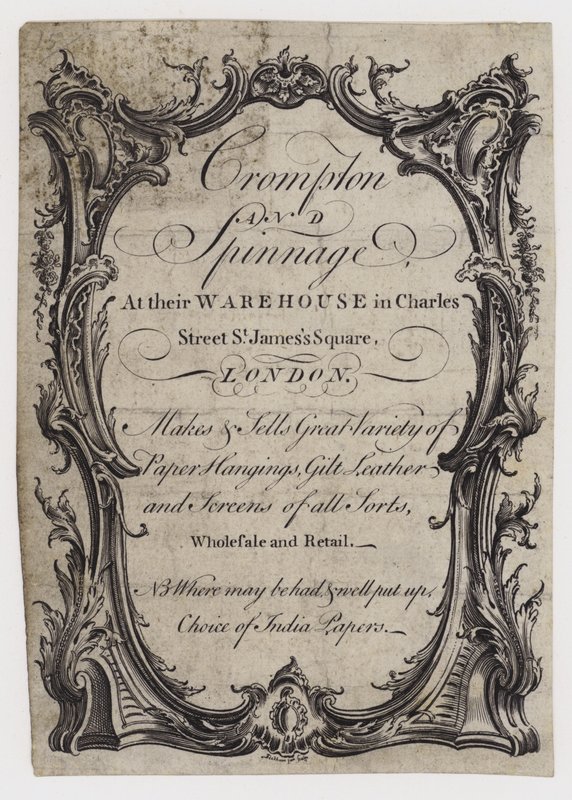 Crompton
AND
Spinnage,
At their WAREHOUSE in Charles
Street St. James's Square,
LONDON.
Makes & Sells Great Variety of
Paper Hangings, Gilt Leather
and Screens of all Sorts,
Wholesale and Retail.
NB Where may be had, & well put up,
Choice of India Papers.